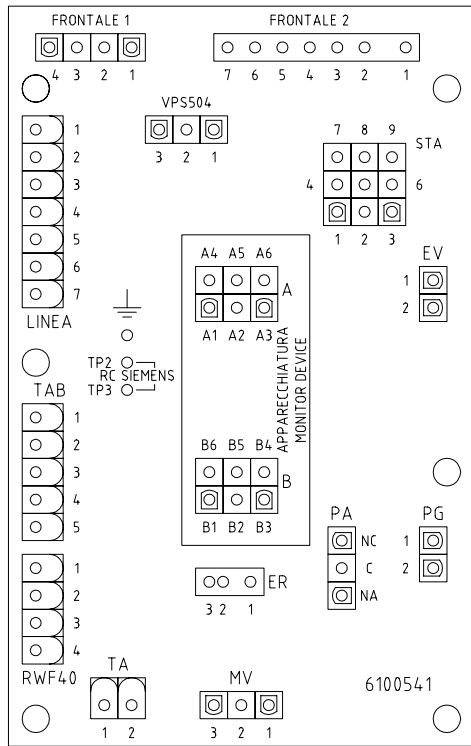 FRONTALE 1
FRONTALE 2
4 3 2 1
7 6 5 4 3 2 1
VPS504
3 2 1
1
2
3
4
5
6
7
LINEA
7 8 9
STA
4
6
1 2 3
EV
1
2
A4 A5 A6
A
A1 A2 A3
APPARECCHIATURA
MONITOR DEVICE
TP2
RC SIEMENS
TP3
TAB
1
2
3
4
5
B6 B5 B4
B
B1 B2 B3
PA
NC
C
NA
PG
1
2
1
2
3
4
RWF40
ER
3 2 1
TA
1 2
MV
3 2 1
6100541